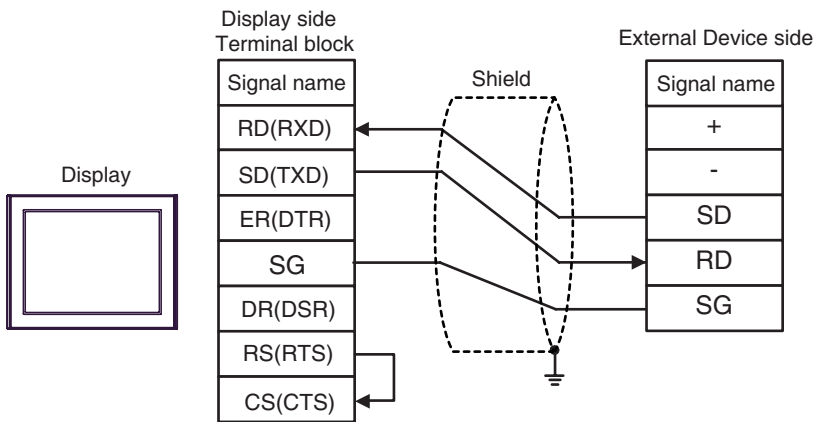 Display side
Terminal block
External Device side
Signal name
Shield
Signal name
RD(RXD)
+
Display
SD(TXD)
-
ER(DTR)
SD
SG
RD
DR(DSR)
SG
RS(RTS)
CS(CTS)